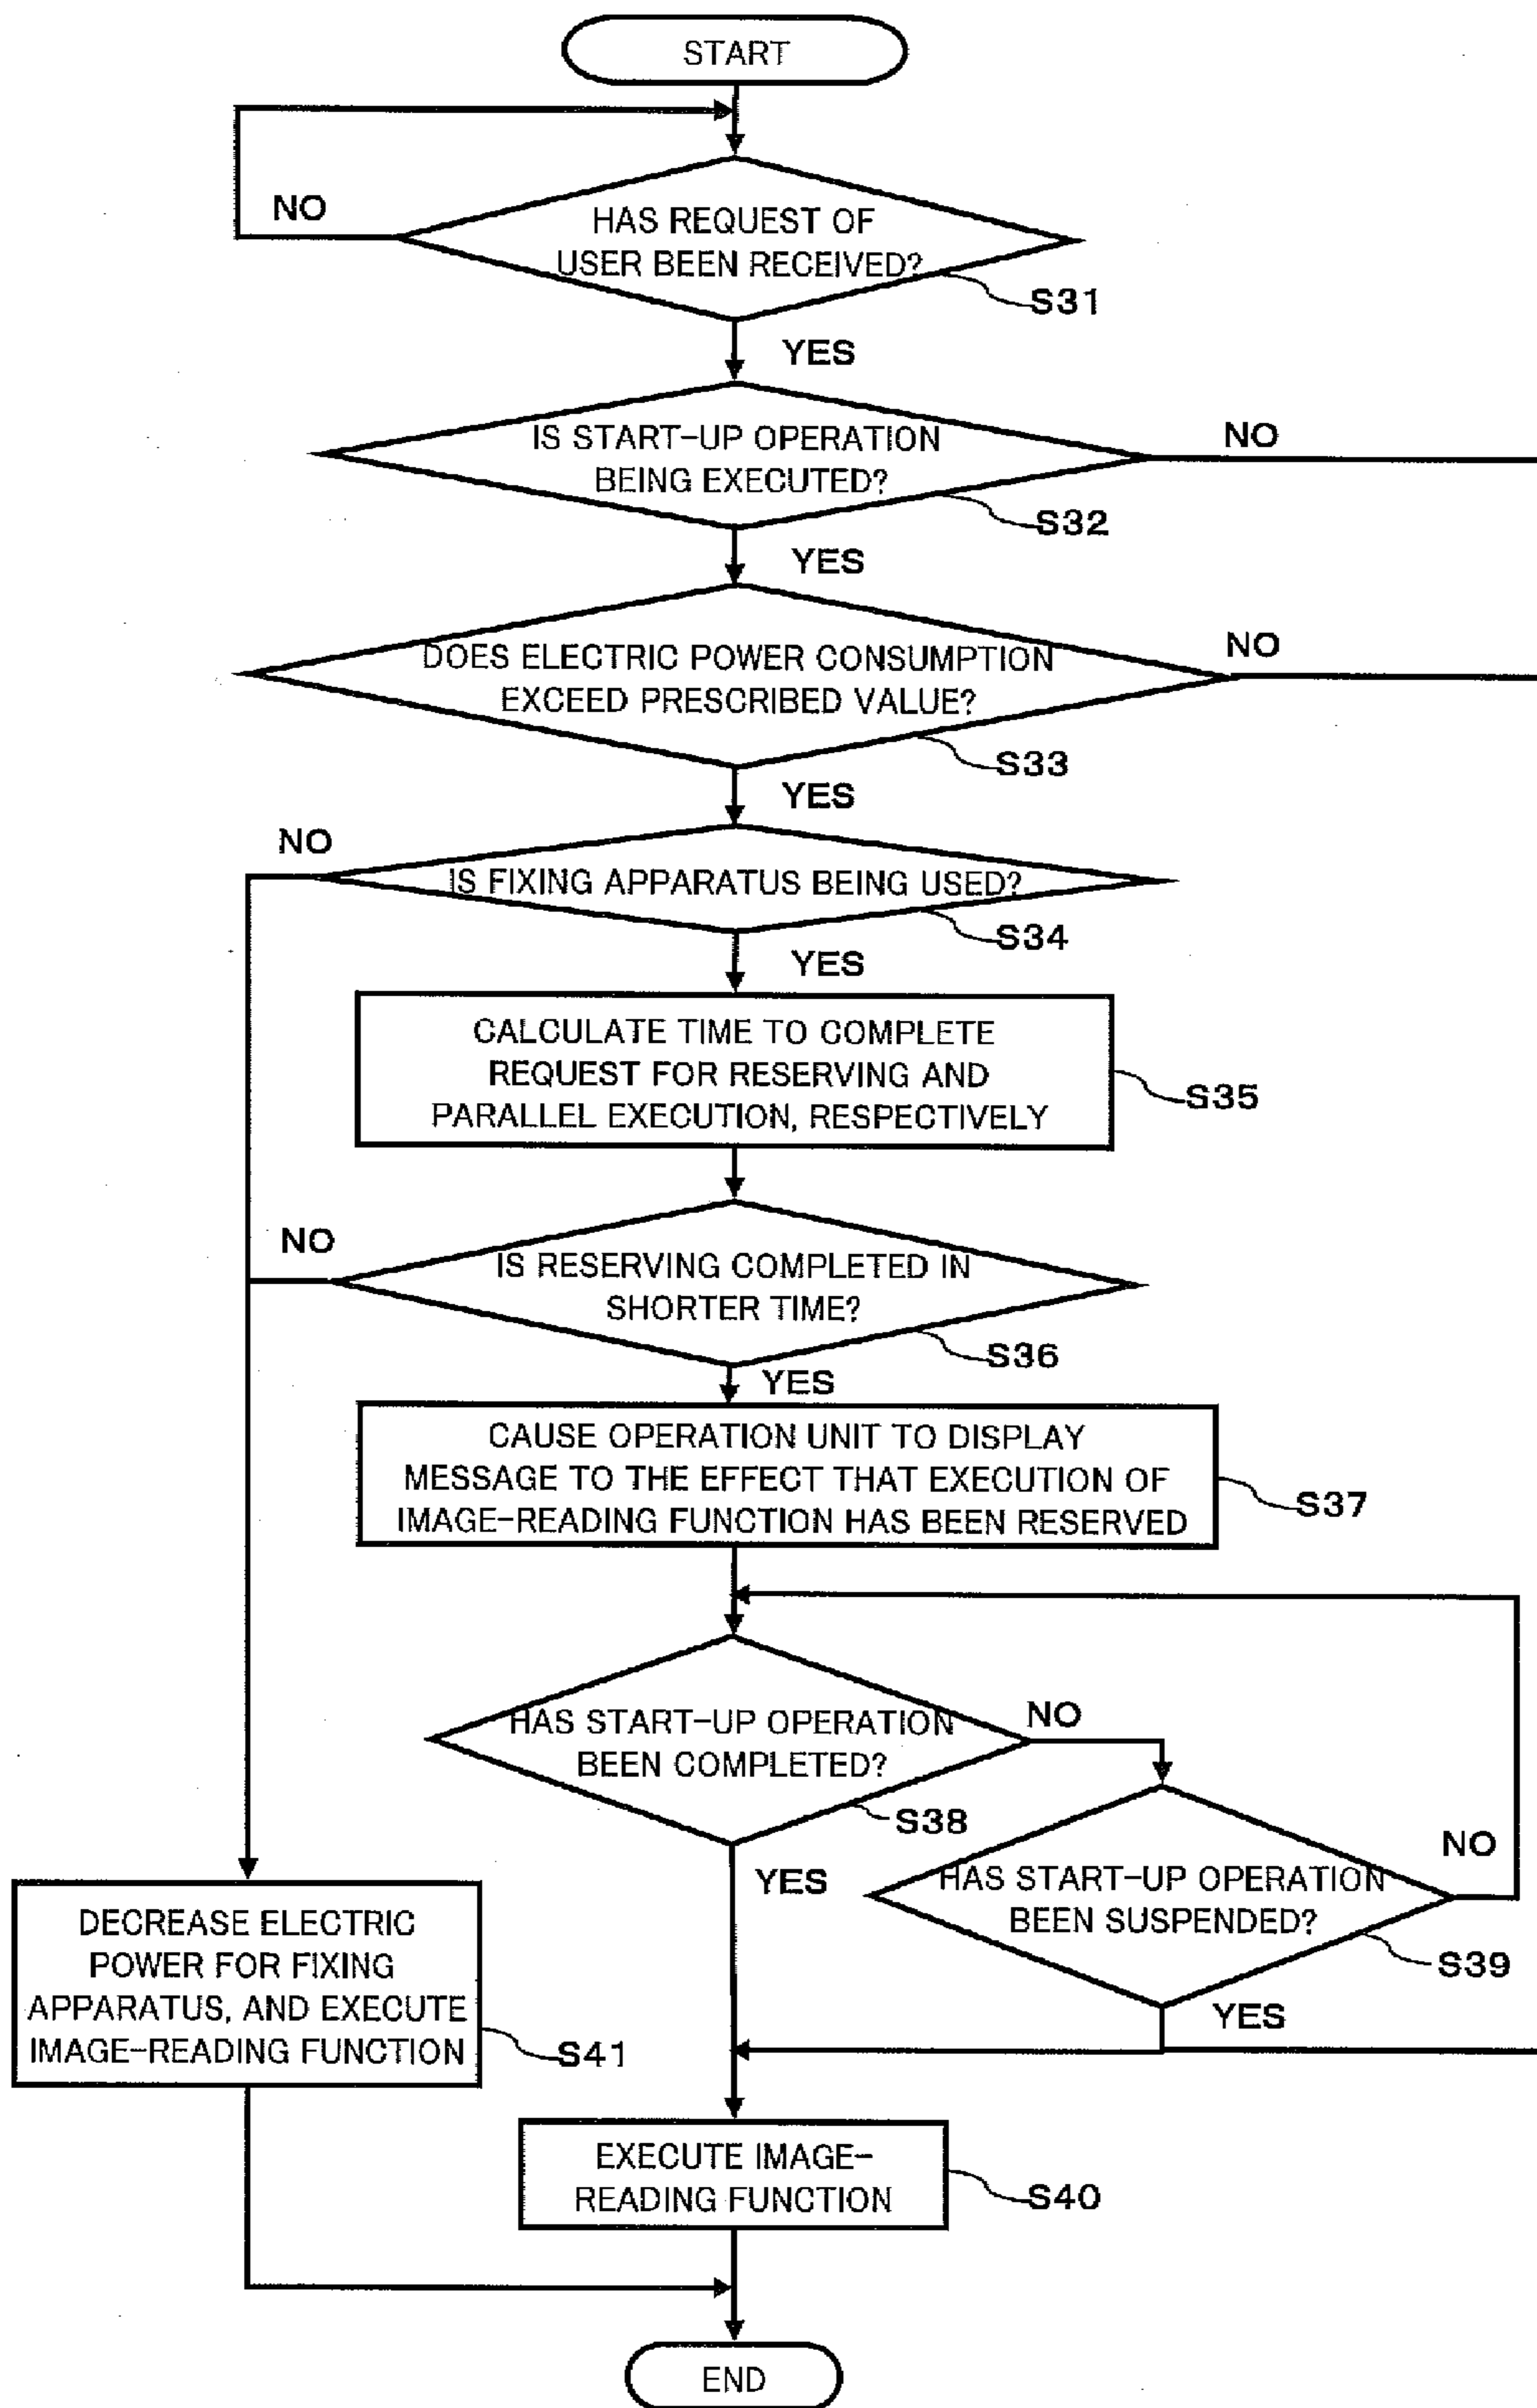 START
NO
HAS REQUEST OF
USER BEEN RECEIVED?
S31
YES
IS START-UP OPERATION
BEING EXECUTED?
NO
S32
YES
DOES ELECTRIC POWER CONSUMPTION
EXCEED PRESCRIBED VALUE?
NO
S33
YES
NO
IS FIXING APPARATUS BEING USED?
S34
YES
CALCULATE TIME TO COMPLETE
REQUEST FOR RESERVING AND
PARALLEL EXECUTION, RESPECTIVELY
S35
NO
IS RESERVING COMPLETED IN
SHORTER TIME?
S36
YES
CAUSE OPERATION UNIT TO DISPLAY
MESSAGE TO THE EFFECT THAT EXECUTION OF
IMAGE-READING FUNCTION HAS BEEN RESERVED
S37
HAS START-UP OPERATION
BEEN COMPLETED?
NO
S38
YES
HAS START-UP OPERATION
BEEN SUSPENDED?
NO
S39
YES
DECREASE ELECTRIC
POWER FOR FIXING
APPARATUS, AND EXECUTE
IMAGE-READING FUNCTION
S41
EXECUTE IMAGE-
READING FUNCTION
S40
END